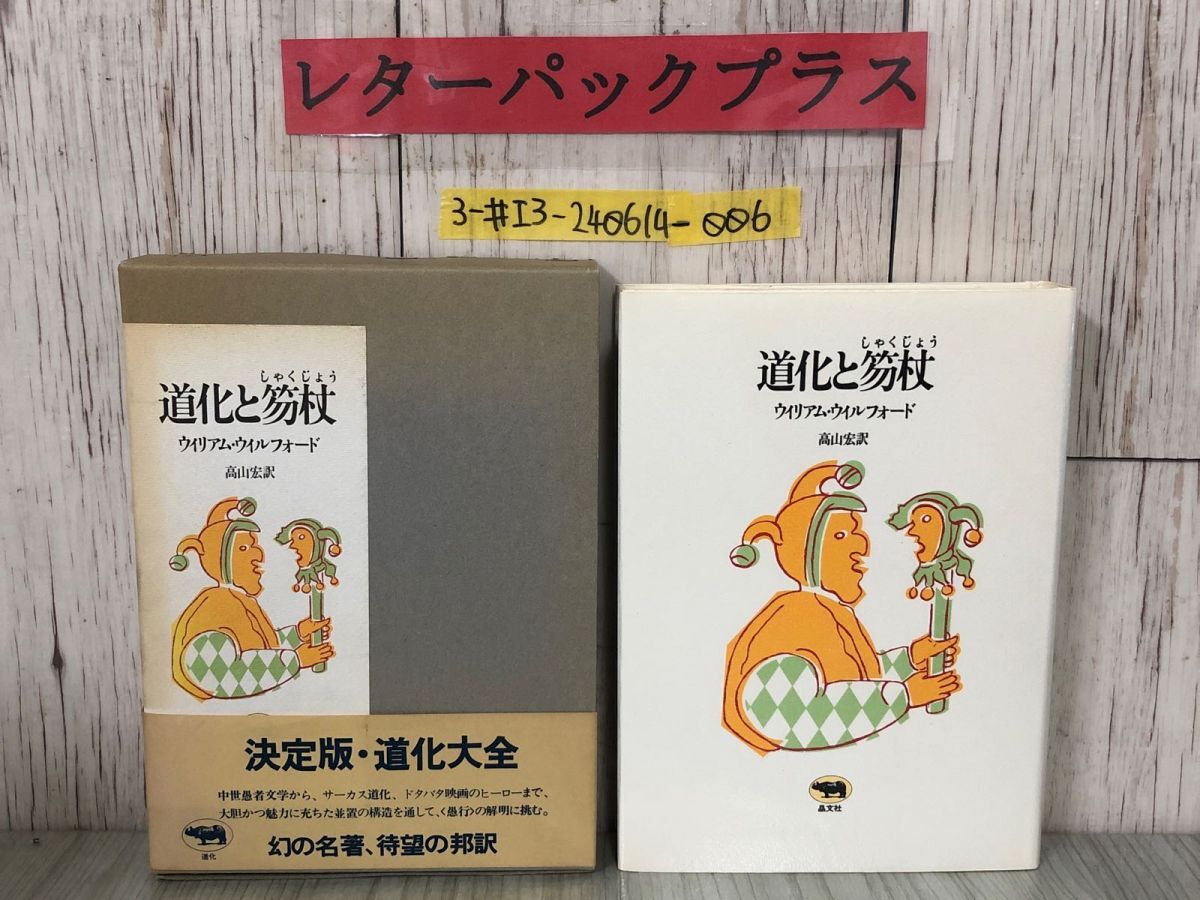 レターパックプラス
3-#I3-240614-006
しゃくじょう
道化と笏杖
ウイリアム・ウイルフォード
高山宏訳
決定版・道化大全
中世愚者文学から、サーカス道化、ドタバタ映画のヒーローまで、
大胆かつ魅力に充ちた並置の構造を通して、〈愚行〉の解明に挑む。
幻の名著、待望の邦訳
道化
しゃくじょう
道化と笏杖
ウイリアム・ウイルフォード
高山宏訳
晶文社